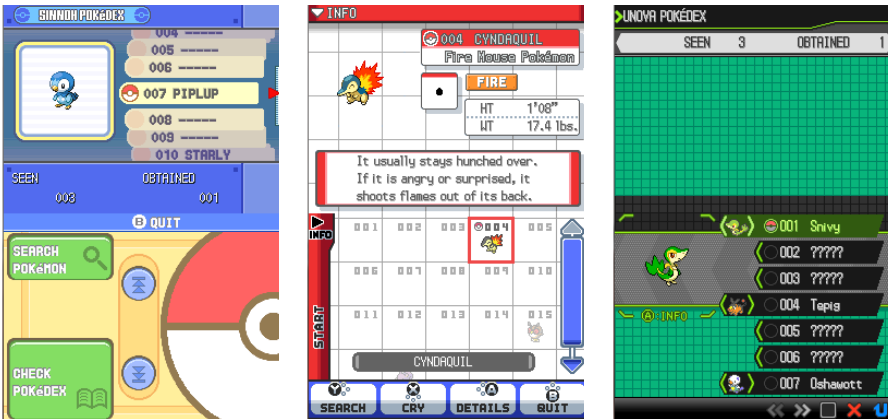 SINNOH POKéDEX
004 -----
005 -----
006 -----
007 PIPLUP
008 -----
009 -----
010 STARLY
SEEN
003
OBTAINED
001
B QUIT
SEARCH
POKéMON
CHECK
POKéDEX
INFO
004 CYNDAQUIL
Fire Mouse Pokémon
FIRE
HT 1'08"
WT 17.4 lbs.
It usually stays hunched over.
If it is angry or surprised, it
shoots flames out of its back.
INFO
START
001 002 003 004 005
006 007 008 009 010
011 012 013 014 015
CYNDAQUIL
Y
SEARCH
X
CRY
A
DETAILS
B
QUIT
UNOVA POKÉDEX
SEEN 3 OBTAINED 1
001 Snivy
002 ?????
003 ?????
004 Tepig
005 ?????
006 ?????
007 Oshawott
A INFO